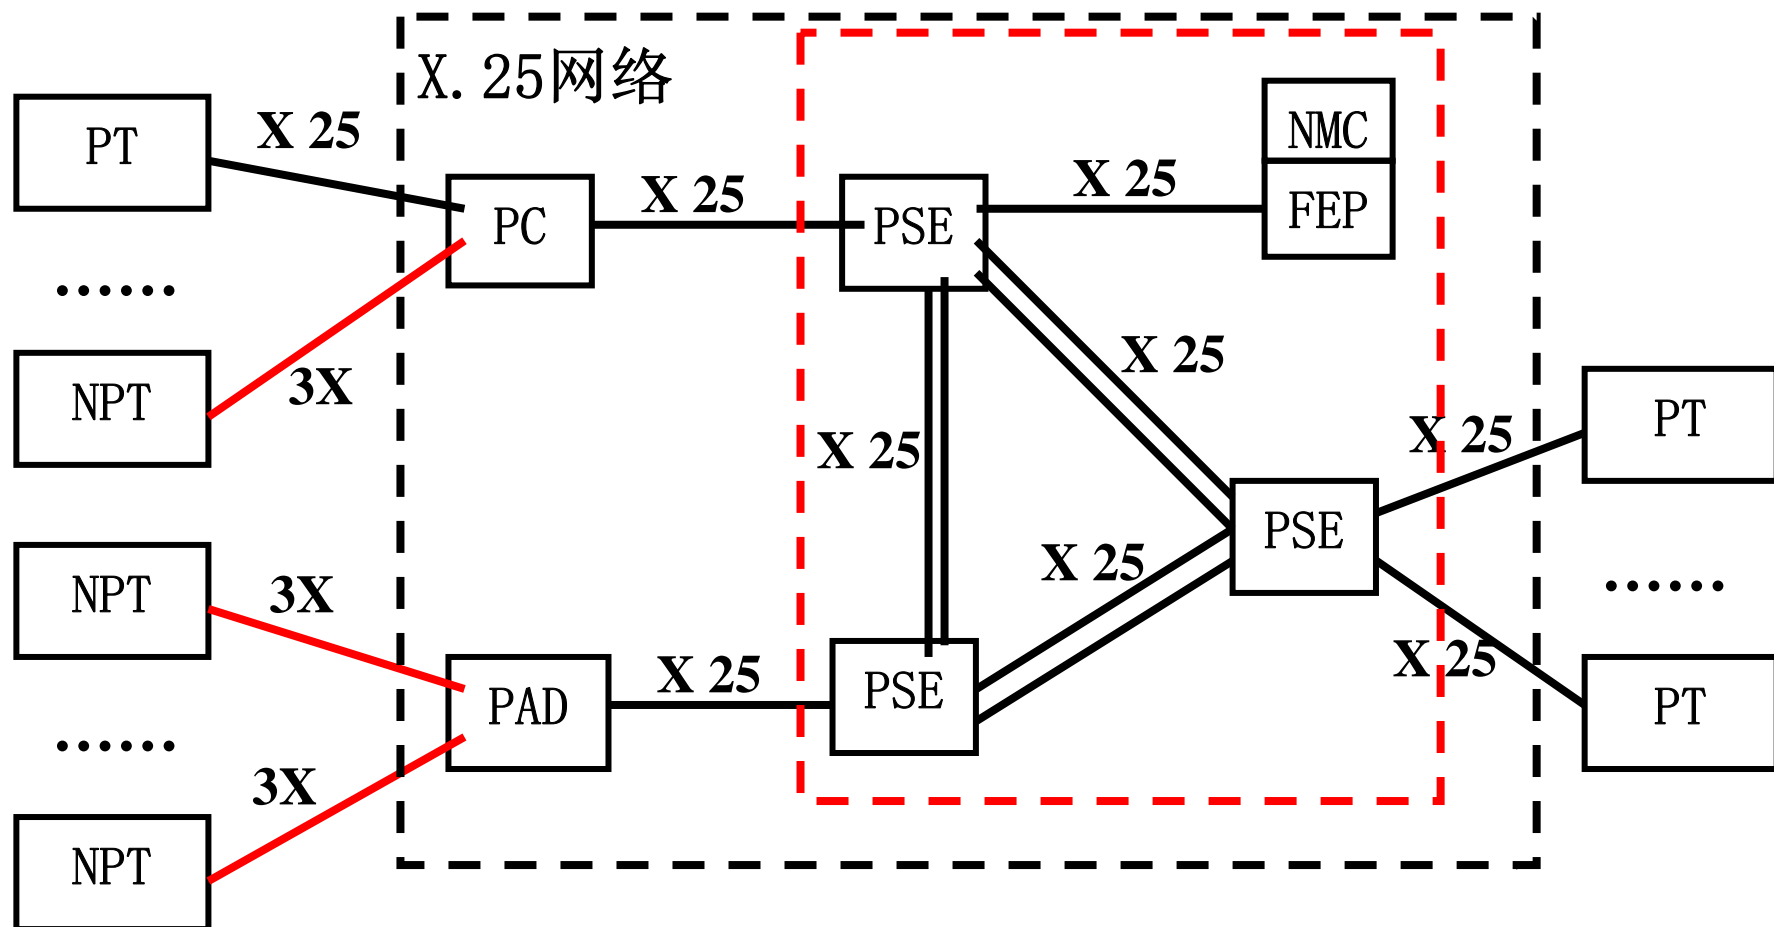 X.25网络
NMC
PT
X 25
X 25
PC
X 25
PSE
FEP
......
X 25
NPT
3X
X 25
X 25
PT
PSE
X 25
NPT
3X
......
X 25
PSE
X 25
PAD
PT
......
3X
NPT